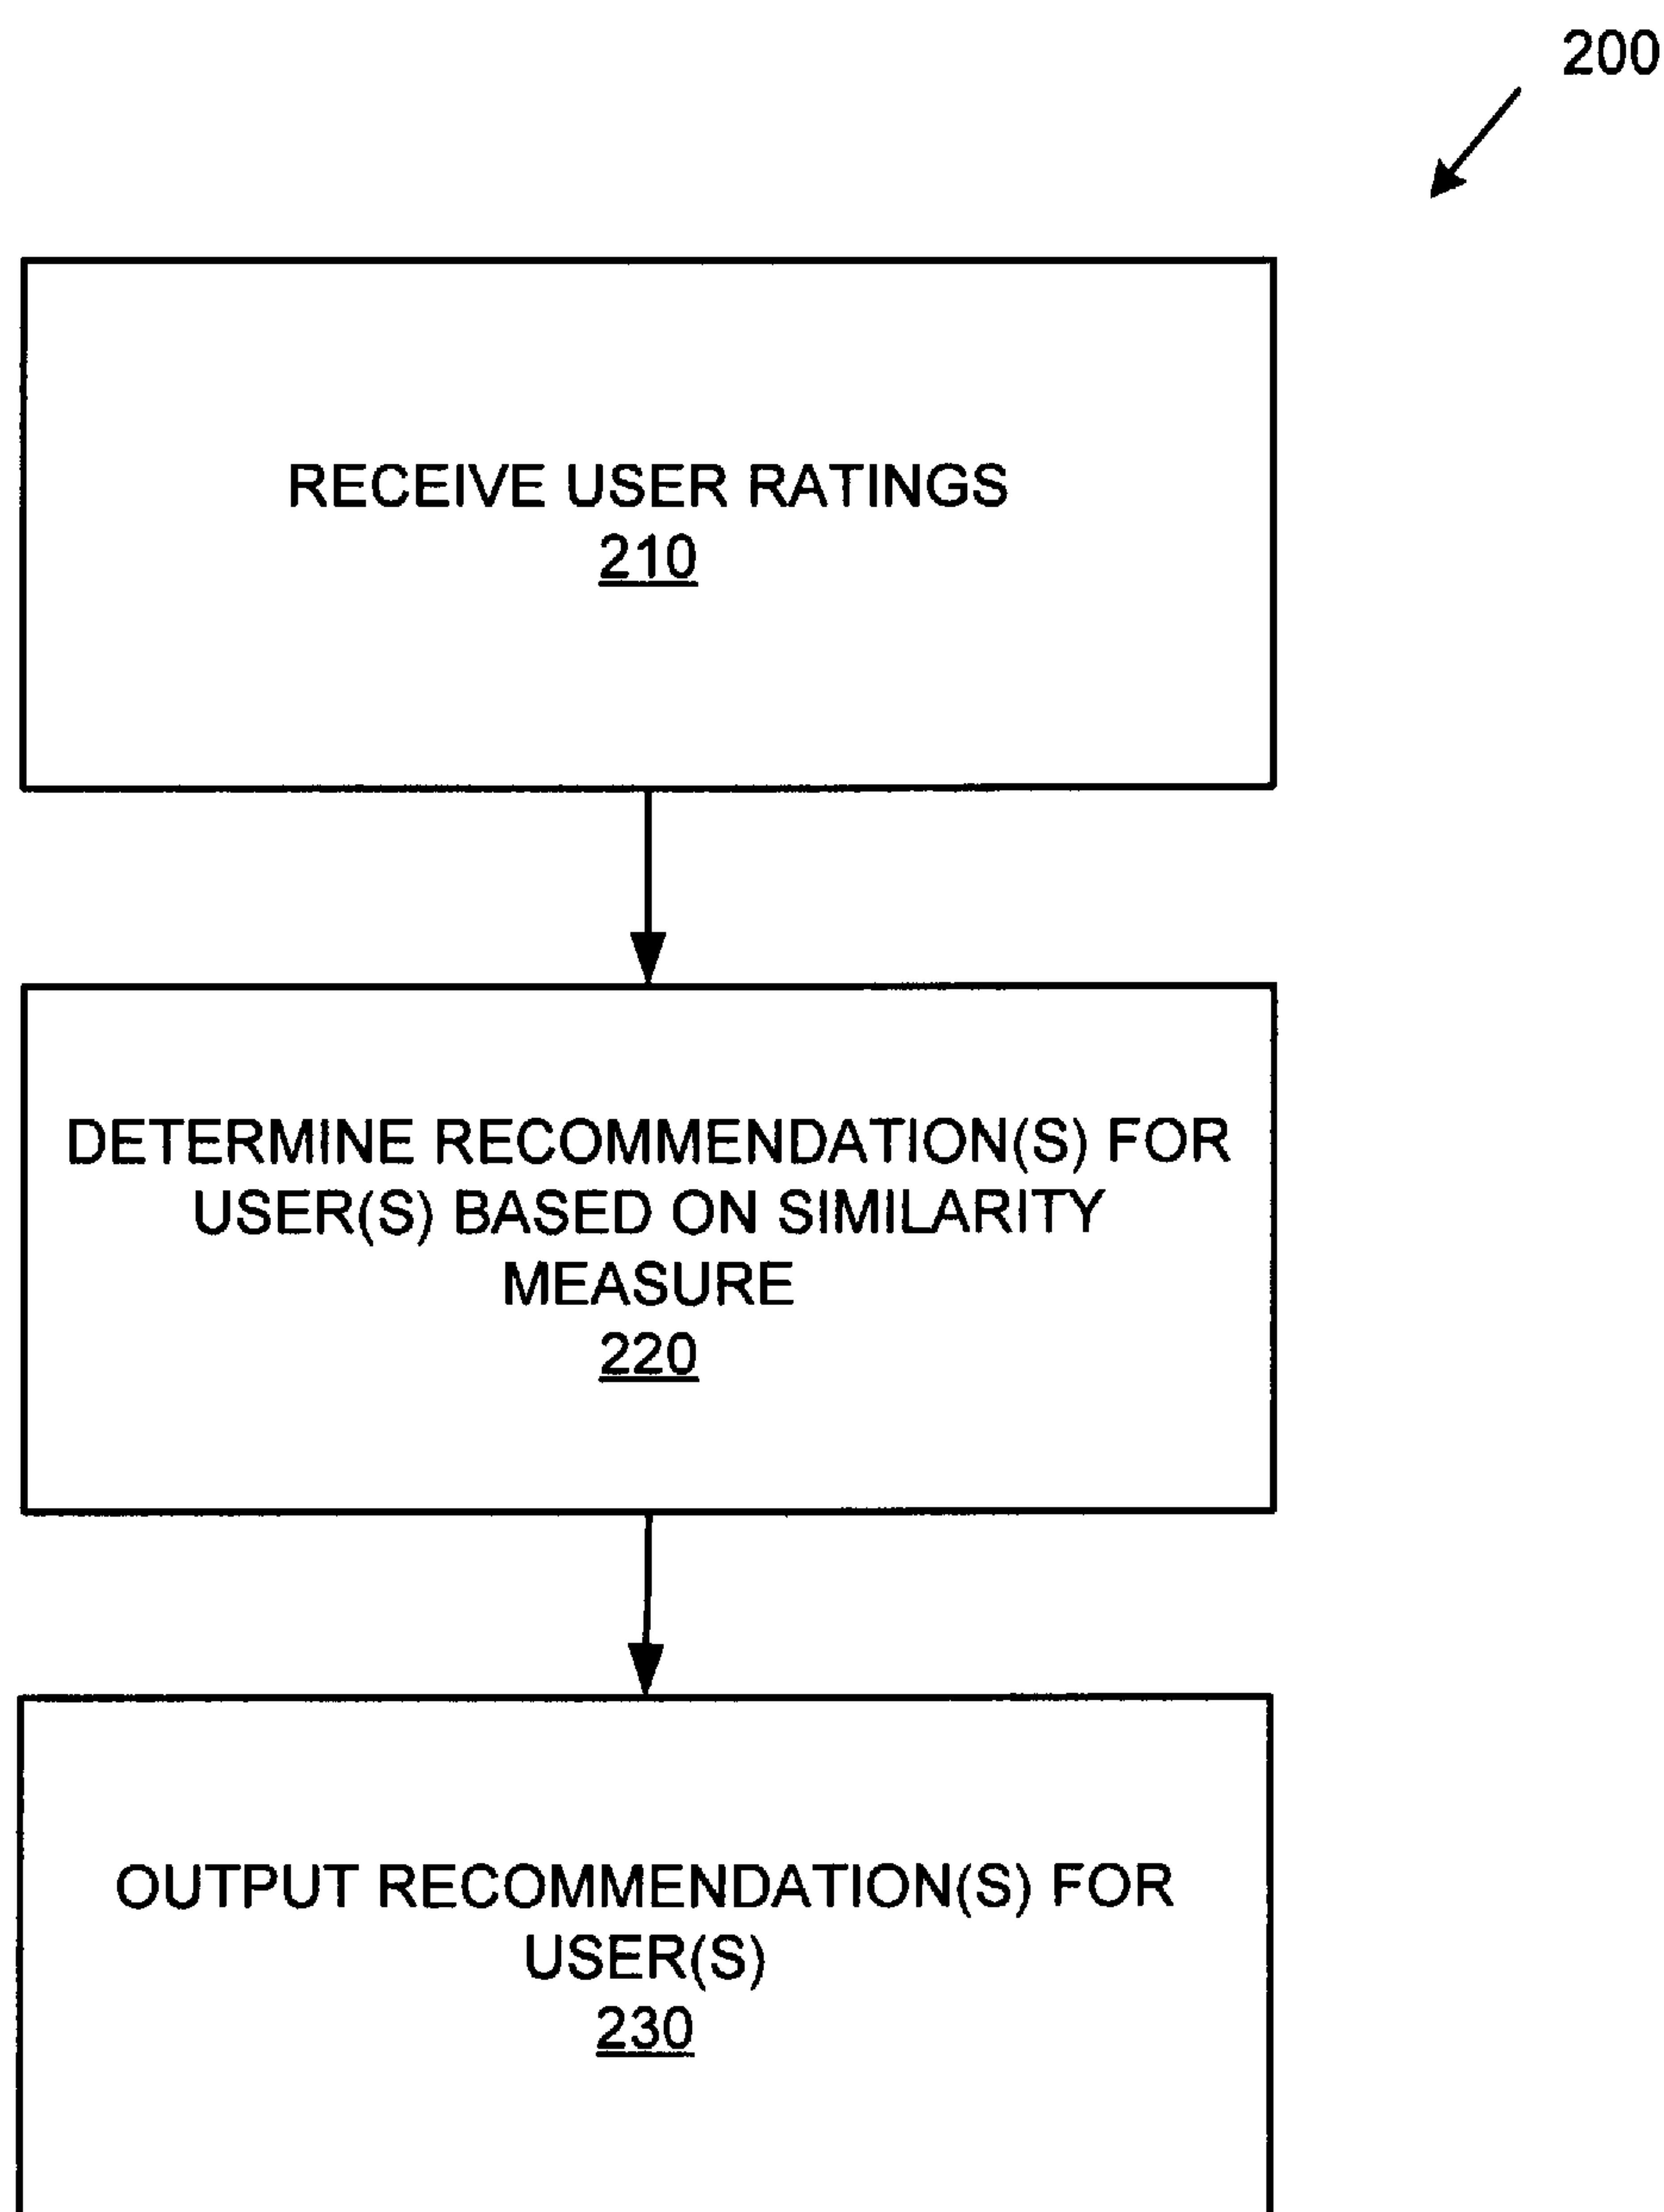 200
RECEIVE USER RATINGS
210
DETERMINE RECOMMENDATION(S) FOR
USER(S) BASED ON SIMILARITY
MEASURE
220
OUTPUT RECOMMENDATION(S) FOR
USER(S)
230